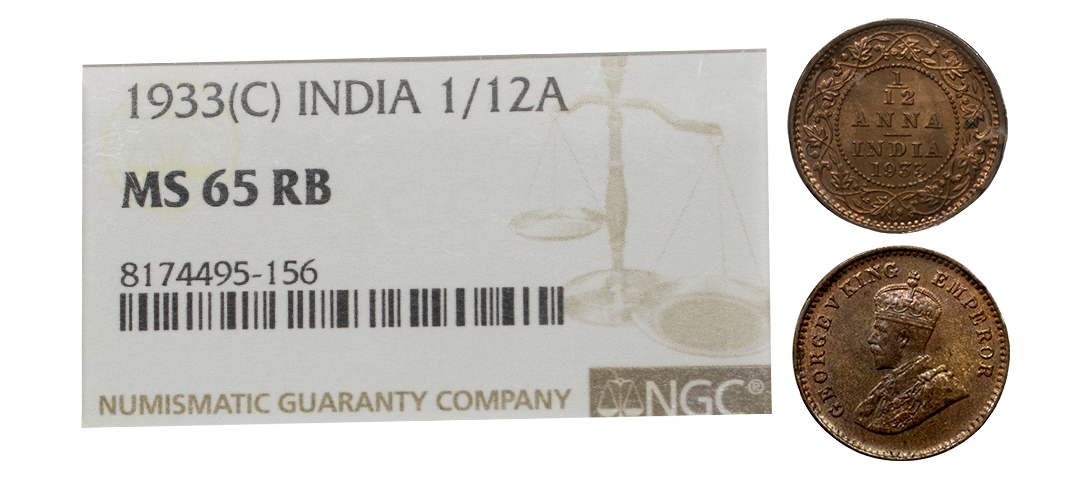 1933(C) INDIA 1/12A
MS 65 RB
8174495-156
NUMISMATIC GUARANTY COMPANY
NGC®
1
12
ANNA
INDIA
1933
GEORGE V KING EMPEROR